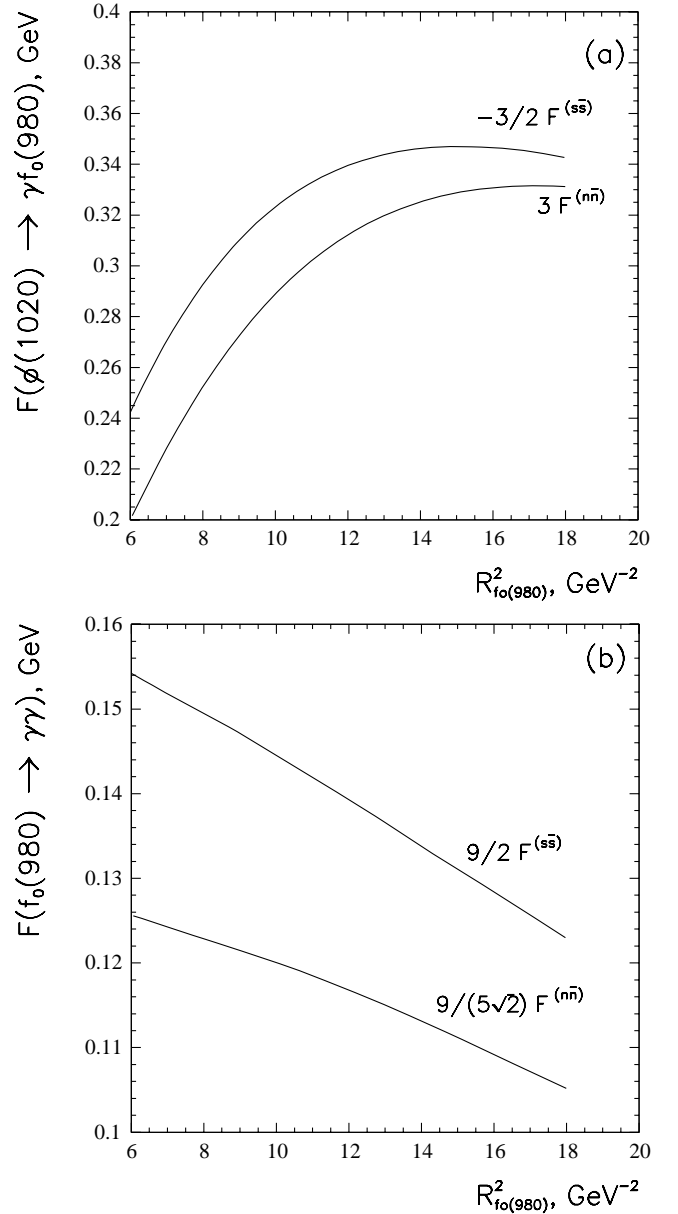 F(ϕ(1020) → γf₀(980), GeV
0.4
0.38
0.36
0.34
0.32
0.3
0.28
0.26
0.24
0.22
0.2
(a)
−3/2 F^(ss̄)
3 F^(nn̄)
6 8 10 12 14 16 18 20
R²_fo(980), GeV⁻²
F(f₀(980) → γγ), GeV
0.16
0.15
0.14
0.13
0.12
0.11
0.1
(b)
9/2 F^(ss̄)
9/(5√2) F^(nn̄)
6 8 10 12 14 16 18 20
R²_fo(980), GeV⁻²